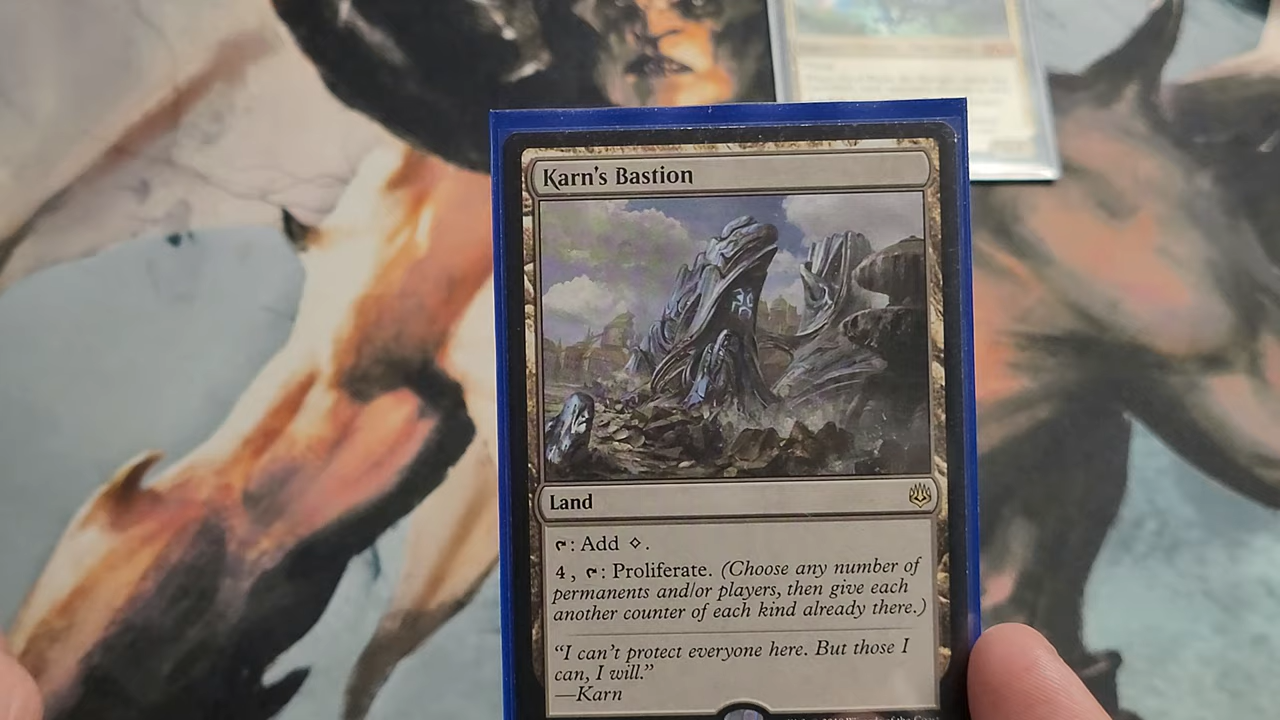 Karn's Bastion
Land
: Add .
4, : Proliferate. (Choose any number of
permanents and/or players, then give each
another counter of each kind already there.)
“I can't protect everyone here. But those I
can, I will.”
—Karn